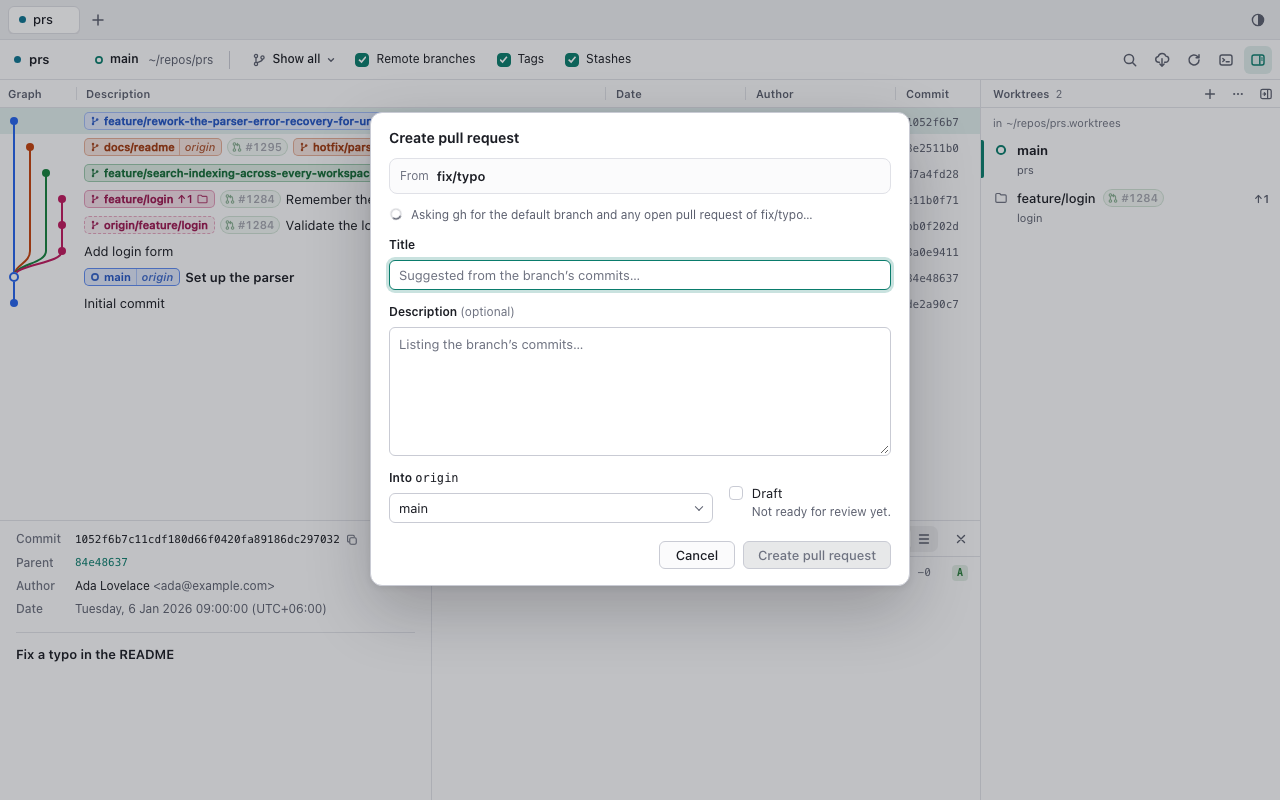 prs
prs main ~/repos/prs Show all Remote branches Tags Stashes
Graph Description Date Author Commit Worktrees 2
feature/rework-the-parser-error-recovery-for- 1052f6b7
in ~/repos/prs.worktrees
docs/readme origin #1295 3e2511b0
main
prs
feature/search-indexing-across-every- d7a4fd28
feature/login ↑1 #1284 Remember the e11b0f71
feature/login #1284 ↑1
login
origin/feature/login #1284 Validate the bb0f202d
Add login form 3a0e9411
main origin Set up the parser 84e48637
Initial commit de2a90c7
Create pull request
From fix/typo
Asking gh for the default branch and any open pull request of fix/typo…
Title
Suggested from the branch’s commits…
Description (optional)
Listing the branch’s commits…
Into origin
main
Draft
Not ready for review yet.
Cancel Create pull request
Commit 1052f6b7c11cdf180d66f0420fa89186dc297032
Parent 84e48637
Author Ada Lovelace <ada@example.com>
Date Tuesday, 6 Jan 2026 09:00:00 (UTC+06:00)
−0 A
Fix a typo in the README